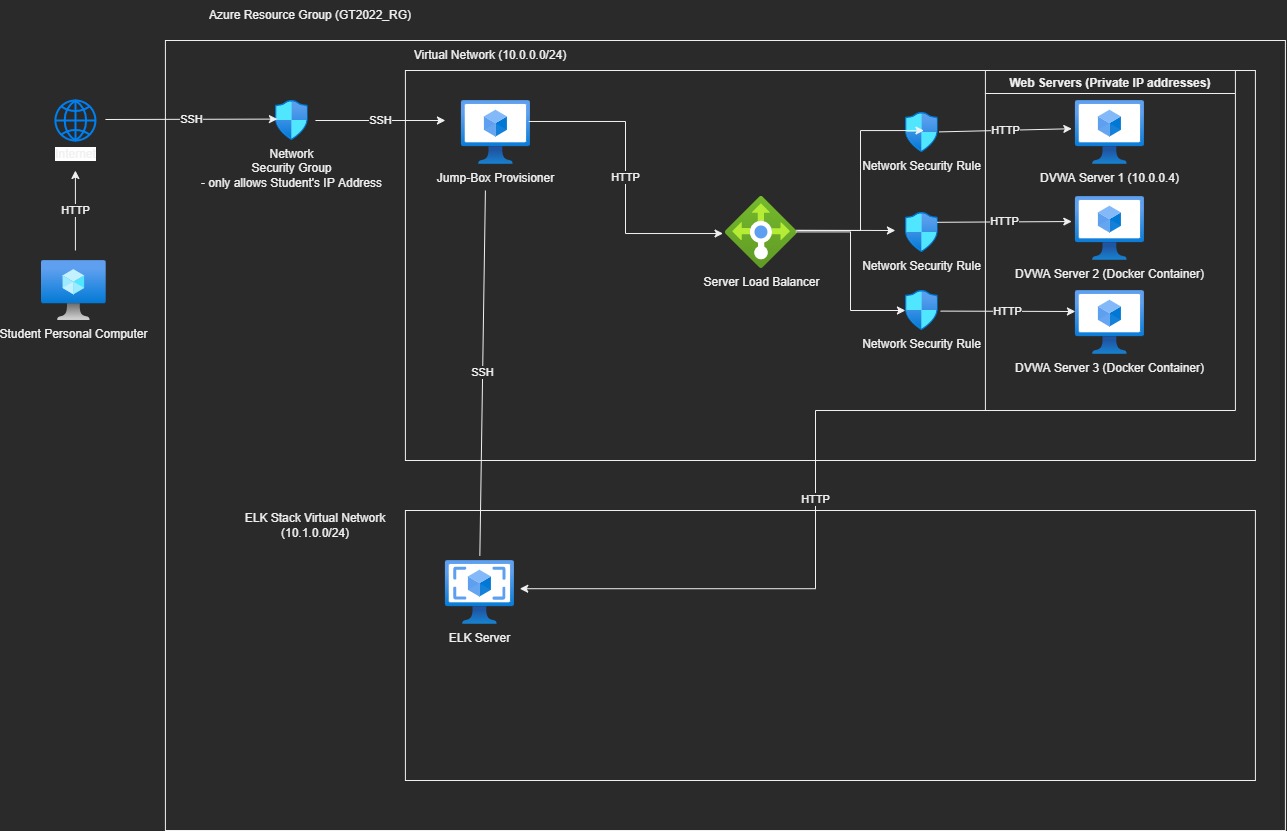 Azure Resource Group (GT2022_RG)
Virtual Network (10.0.0.0/24)
Web Servers (Private IP addresses)
SSH
SSH
HTTP
HTTP
Internet
Network
Security Group
- only allows Student's IP Address
Jump-Box Provisioner
Network Security Rule
DVWA Server 1 (10.0.0.4)
HTTP
HTTP
Network Security Rule
DVWA Server 2 (Docker Container)
Server Load Balancer
HTTP
Student Personal Computer
Network Security Rule
DVWA Server 3 (Docker Container)
SSH
HTTP
ELK Stack Virtual Network
(10.1.0.0/24)
ELK Server